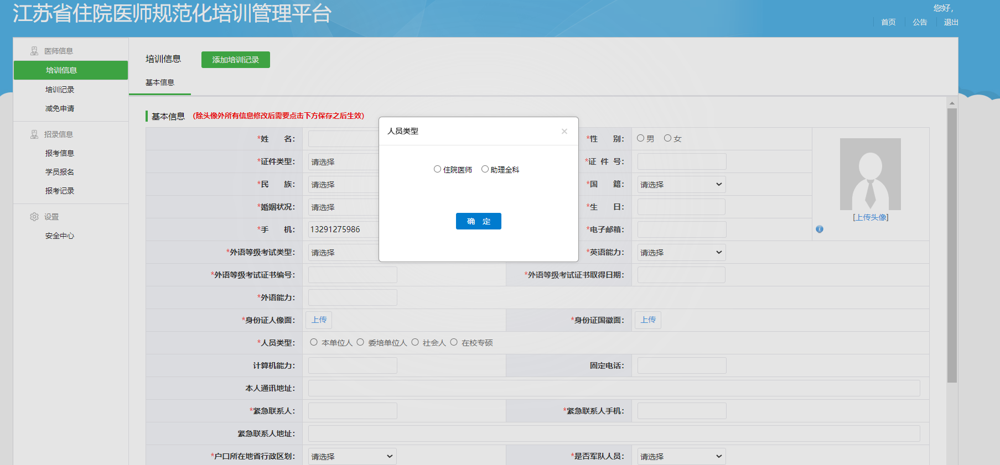 江苏省住院医师规范化培训管理平台
您好，
首页 公告 退出
医师信息
培训信息
培训记录
减免申请
招录信息
报考信息
学员报名
报考记录
设置
安全中心
培训信息 添加培训记录
基本信息
基本信息 (除头像外所有信息修改后需要点击下方保存之后生效)
人员类型 ×
住院医师 助理全科
确 定
*姓 名： *性 别： 男 女
*证件类型： 请选择 *证 件 号：
*民 族： 请选择 *国 籍： 请选择
*婚姻状况： 请选择 *生 日：
[上传头像]
*手 机： 13291275986 *电子邮箱：
*外语等级考试类型： 请选择 *英语能力： 请选择
*外语等级考试证书编号： *外语等级考试证书取得日期：
*外语能力：
*身份证人像面： 上传 *身份证国徽面： 上传
*人员类型： 本单位人 委培单位人 社会人 在校专硕
计算机能力： 固定电话：
本人通讯地址：
*紧急联系人： *紧急联系人手机：
紧急联系人地址：
*户口所在地省行政区划： 请选择 *是否军队人员： 请选择